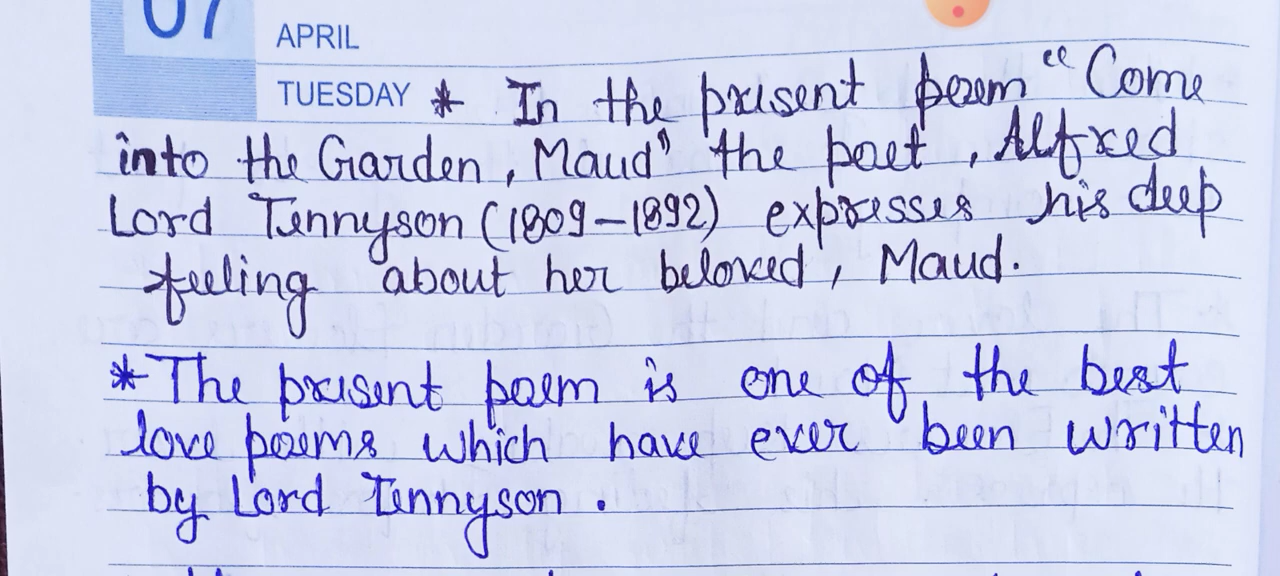 07
APRIL
TUESDAY * In the present poem “Come
into the Garden, Maud” the poet, Alfred
Lord Tennyson (1809–1892) expresses his deep
feeling about her beloved, Maud.
* The present poem is one of the best
love poems which have ever been written
by Lord Tennyson.